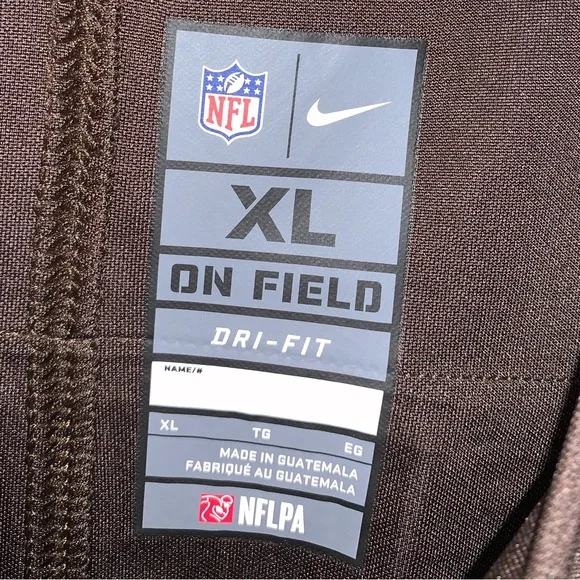 NFL
XL
ON FIELD
DRI-FIT
NAME/#
XL TG EG
MADE IN GUATEMALA
FABRIQUÉ AU GUATEMALA
NFLPA